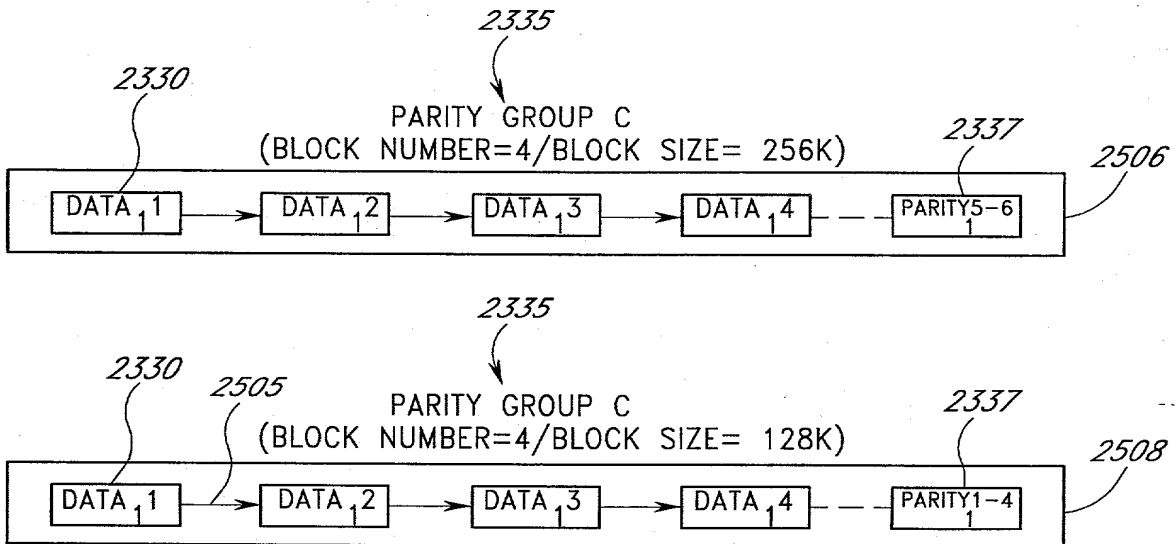 2335
2330
PARITY GROUP C
2337
(BLOCK NUMBER=4/BLOCK SIZE= 256K)
2506
DATA 1 1 DATA 1 2 DATA 1 3 DATA 1 4 PARITY5-6 1
2335
2330 2505
PARITY GROUP C
2337
(BLOCK NUMBER=4/BLOCK SIZE= 128K)
2508
DATA 1 1 DATA 1 2 DATA 1 3 DATA 1 4 PARITY1-4 1